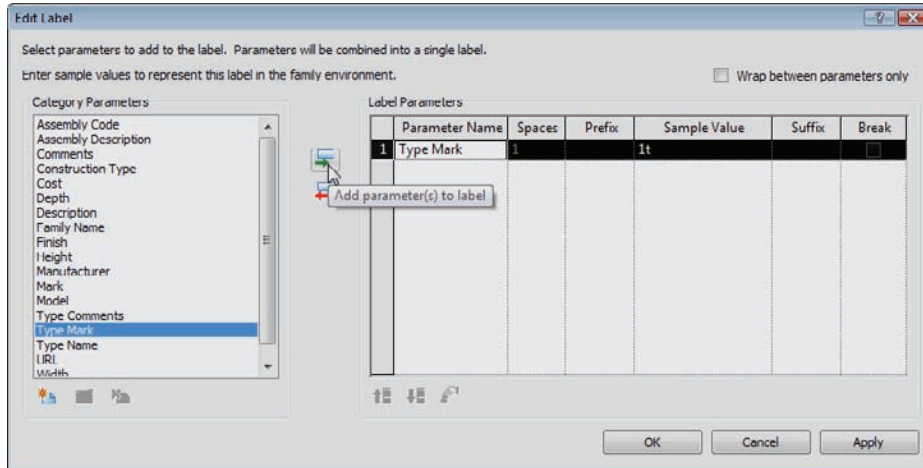 Edit Label
Select parameters to add to the label. Parameters will be combined into a single label.
Enter sample values to represent this label in the family environment.
Wrap between parameters only
Category Parameters
Label Parameters
Assembly Code
Assembly Description
Comments
Construction Type
Cost
Depth
Description
Family Name
Finish
Height
Manufacturer
Mark
Model
Type Comments
Type Mark
Type Name
URL
Width
Add parameter(s) to label
Parameter Name Spaces Prefix Sample Value Suffix Break
1 Type Mark 1 1t
OK Cancel Apply